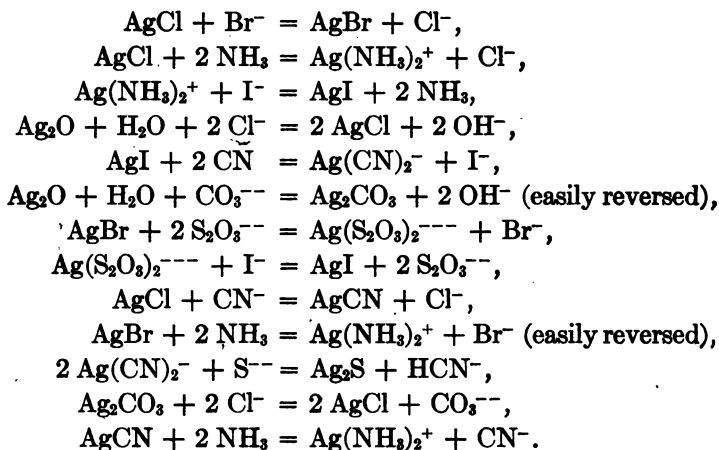 AgCl + Br⁻ = AgBr + Cl⁻,
AgCl + 2 NH₃ = Ag(NH₃)₂⁺ + Cl⁻,
Ag(NH₃)₂⁺ + I⁻ = AgI + 2 NH₃,
Ag₂O + H₂O + 2 Cl⁻ = 2 AgCl + 2 OH⁻,
AgI + 2 CN = Ag(CN)₂⁻ + I⁻,
Ag₂O + H₂O + CO₃⁻⁻ = Ag₂CO₃ + 2 OH⁻ (easily reversed),
AgBr + 2 S₂O₃⁻⁻ = Ag(S₂O₃)₂⁻⁻⁻ + Br⁻,
Ag(S₂O₃)₂⁻⁻⁻ + I⁻ = AgI + 2 S₂O₃⁻⁻,
AgCl + CN⁻ = AgCN + Cl⁻,
AgBr + 2 NH₃ = Ag(NH₃)₂⁺ + Br⁻ (easily reversed),
2 Ag(CN)₂⁻ + S⁻⁻ = Ag₂S + HCN⁻,
Ag₂CO₃ + 2 Cl⁻ = 2 AgCl + CO₃⁻⁻,
AgCN + 2 NH₃ = Ag(NH₃)₂⁺ + CN⁻.